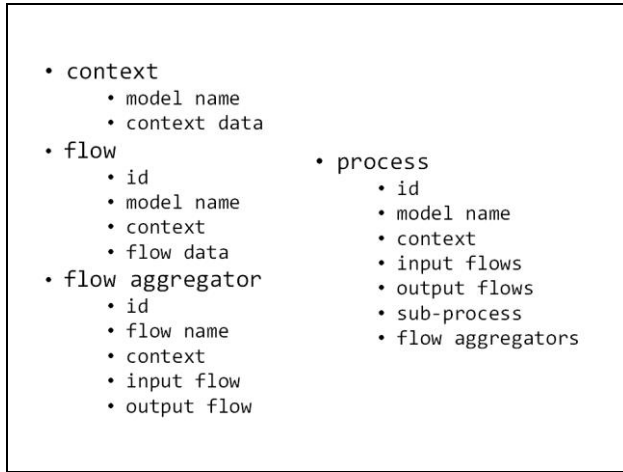 • context
• model name
• context data
• flow
• id
• model name
• context
• flow data
• flow aggregator
• id
• flow name
• context
• input flow
• output flow
• process
• id
• model name
• context
• input flows
• output flows
• sub-process
• flow aggregators